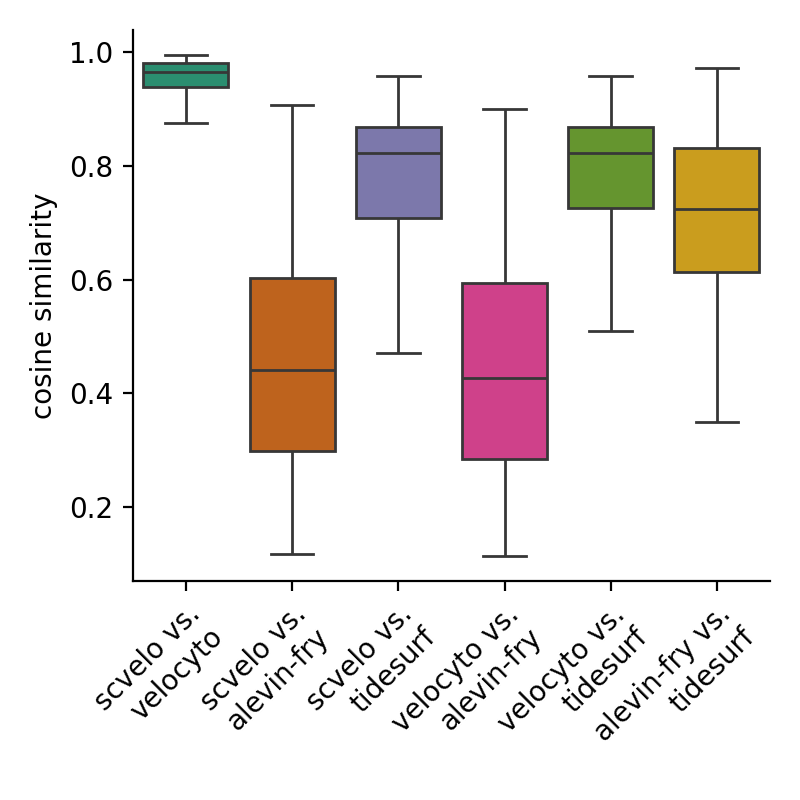 cosine similarity
1.0
0.8
0.6
0.4
0.2
scvelo vs.
velocyto
scvelo vs.
alevin-fry
scvelo vs.
tidesurf
velocyto vs.
alevin-fry
velocyto vs.
tidesurf
alevin-fry vs.
tidesurf